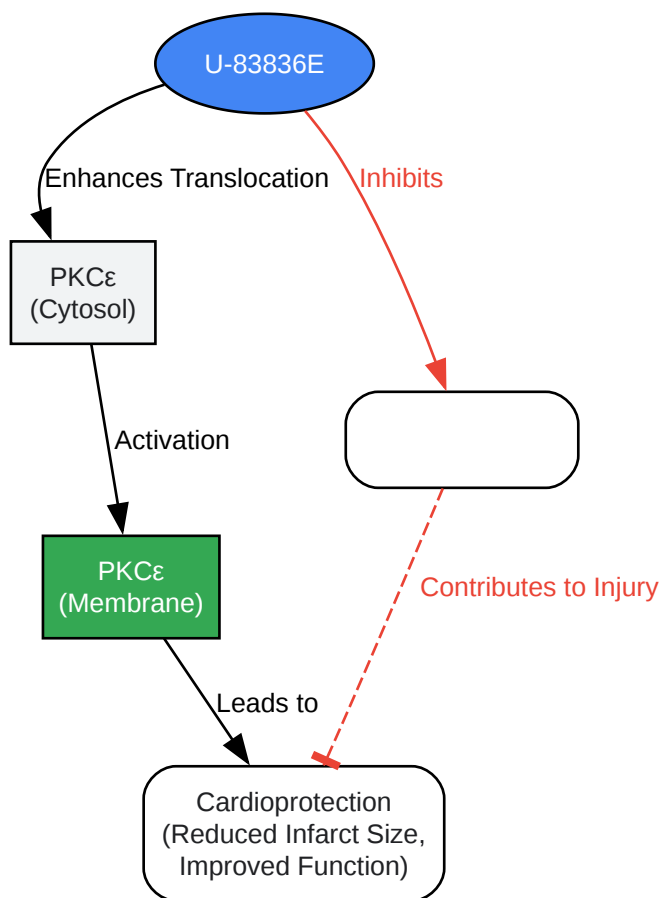 U-83836E
Enhances Translocation
Inhibits
PKCε
(Cytosol)
Activation
PKCε
(Membrane)
Contributes to Injury
Leads to
Cardioprotection
(Reduced Infarct Size,
Improved Function)